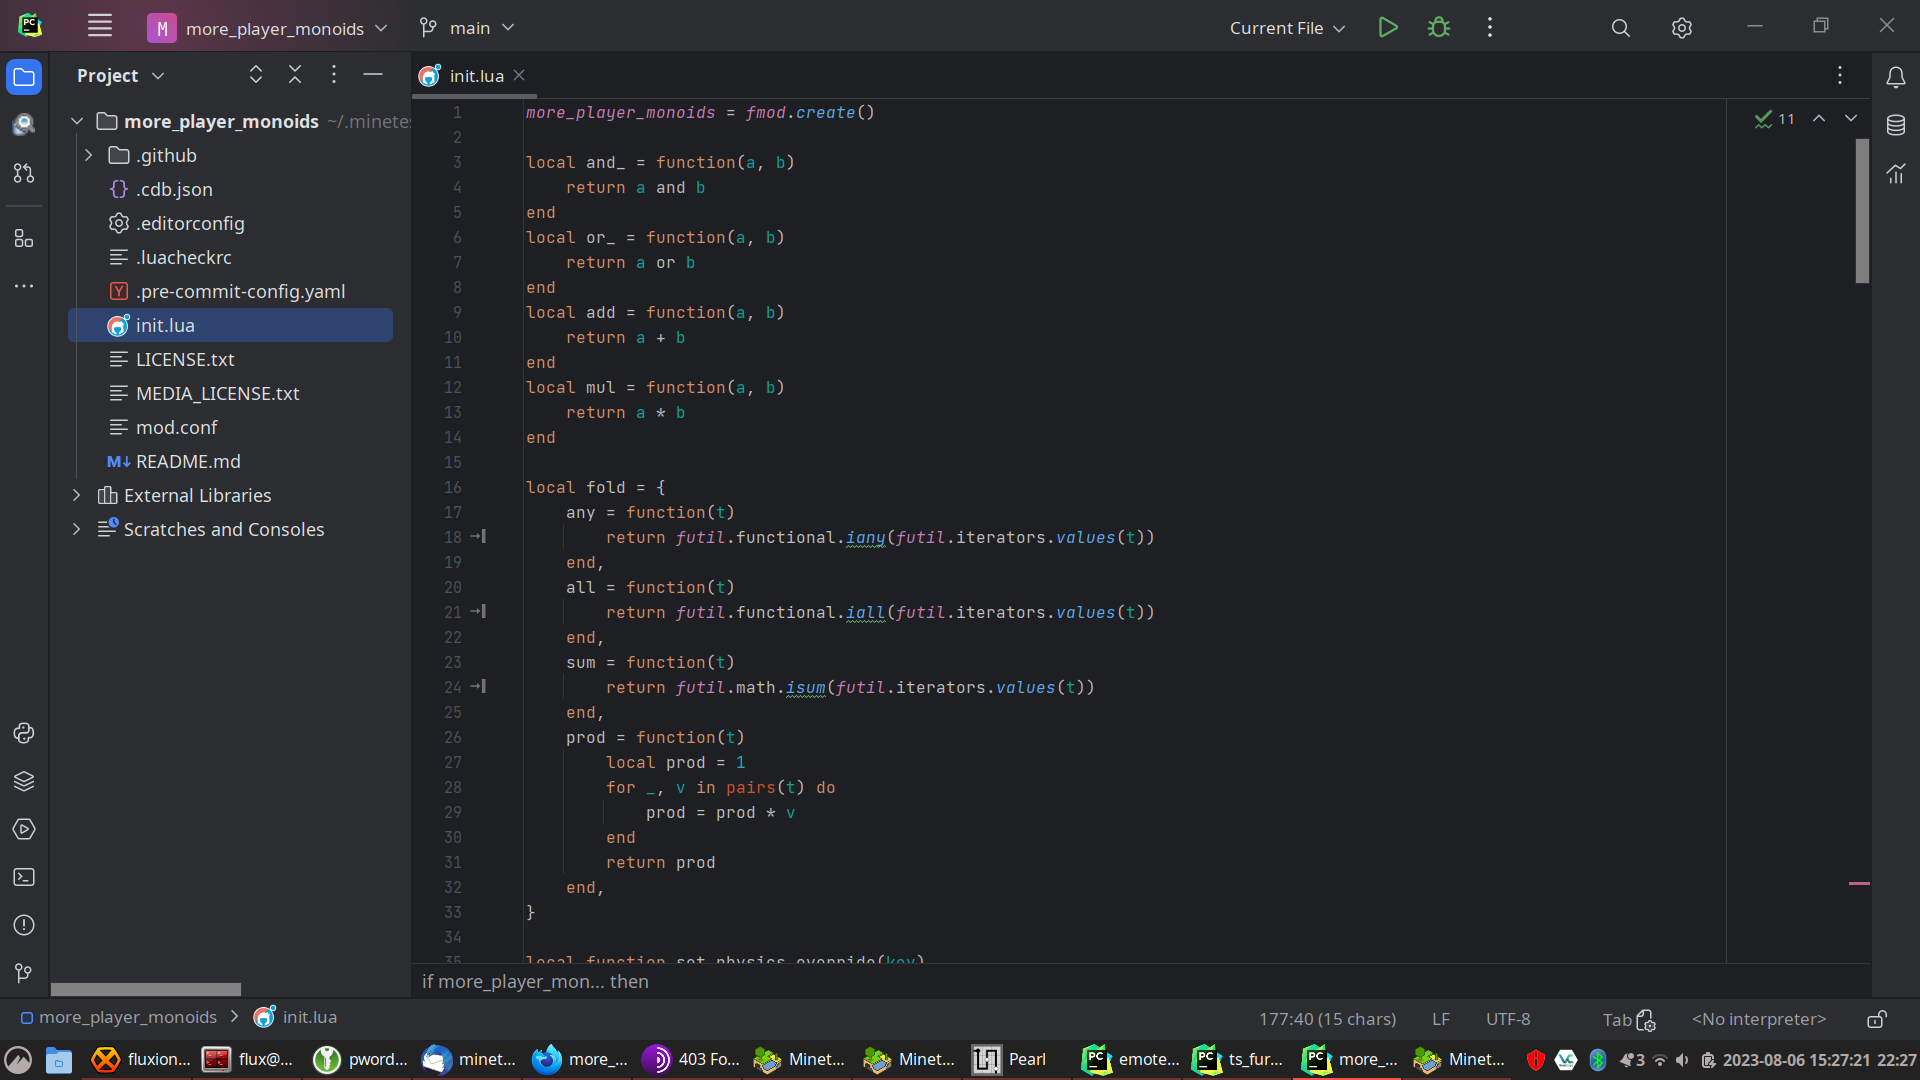 PC
M more_player_monoids
main
Current File
Project
init.lua
more_player_monoids ~/.minetes
.github
.cdb.json
.editorconfig
.luacheckrc
Y .pre-commit-config.yaml
init.lua
LICENSE.txt
MEDIA_LICENSE.txt
mod.conf
M↓ README.md
External Libraries
Scratches and Consoles
11
1 more_player_monoids = fmod.create()
2
3 local and_ = function(a, b)
4 return a and b
5 end
6 local or_ = function(a, b)
7 return a or b
8 end
9 local add = function(a, b)
10 return a + b
11 end
12 local mul = function(a, b)
13 return a * b
14 end
15
16 local fold = {
17 any = function(t)
18 return futil.functional.iany(futil.iterators.values(t))
19 end,
20 all = function(t)
21 return futil.functional.iall(futil.iterators.values(t))
22 end,
23 sum = function(t)
24 return futil.math.isum(futil.iterators.values(t))
25 end,
26 prod = function(t)
27 local prod = 1
28 for _, v in pairs(t) do
29 prod = prod * v
30 end
31 return prod
32 end,
33 }
34
35 local function set_physics_override(key)
if more_player_mon... then
more_player_monoids > init.lua
177:40 (15 chars) LF UTF-8 Tab <No interpreter>
fluxion... flux@... pword... minet... more_... 403 Fo... Minet... Minet... Pearl PC emote... PC ts_fur... PC more_... Minet... 3 2023-08-06 15:27:21 22:27